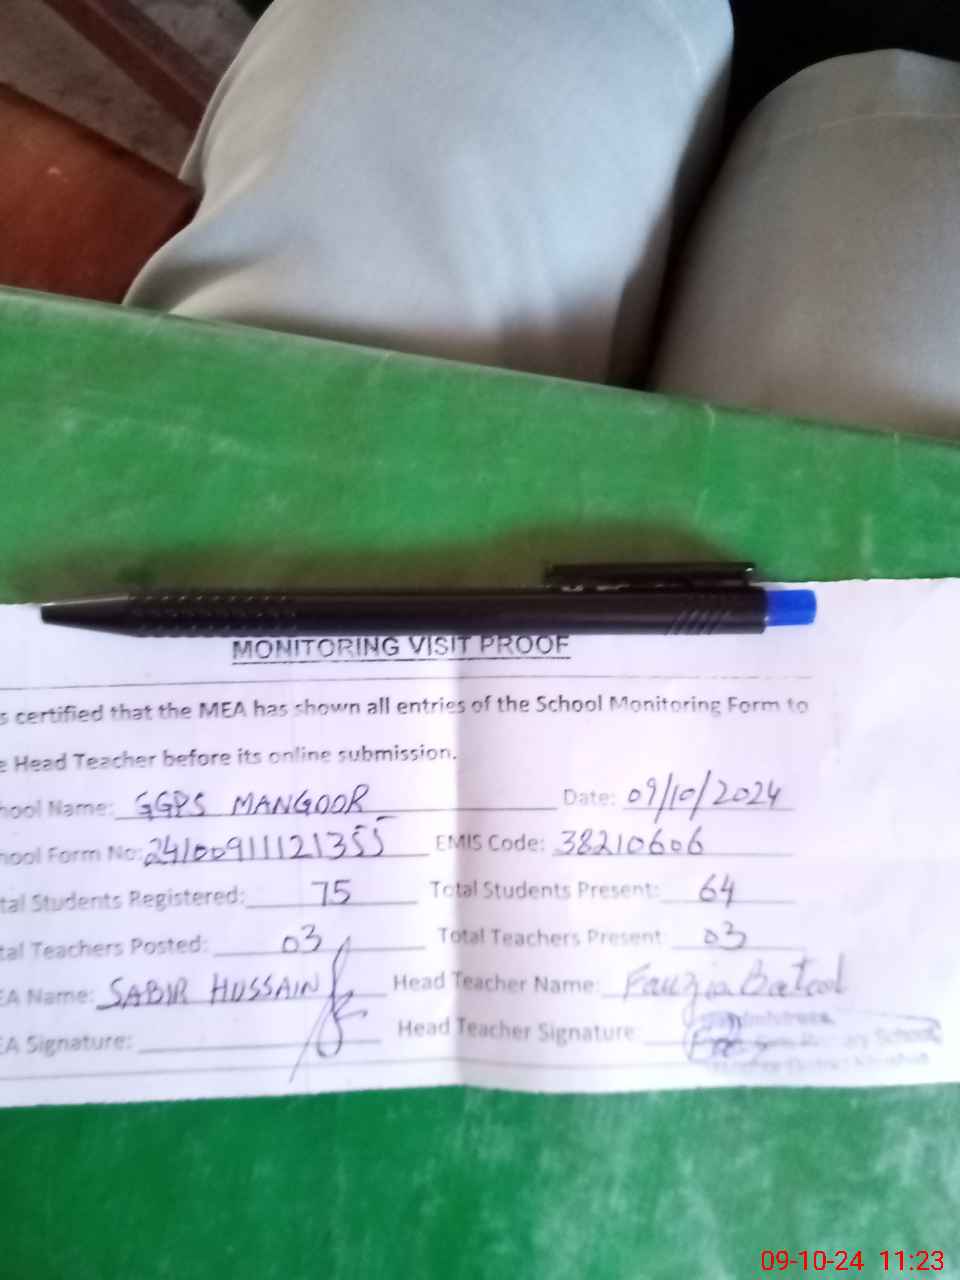 MONITORING VISIT PROOF
s certified that the MEA has shown all entries of the School Monitoring Form to
e Head Teacher before its online submission.
hool Name: GGPS MANGOOR Date: 09/10/2024
hool Form No: 24100911121355 EMIS Code: 38210606
tal Students Registered: 75 Total Students Present: 64
tal Teachers Posted: 03 Total Teachers Present 03
EA Name: SABIR HUSSAIN Head Teacher Name: Fauzia Batool
EA Signature: Head Teacher Signature:
School
09-10-24 11:23